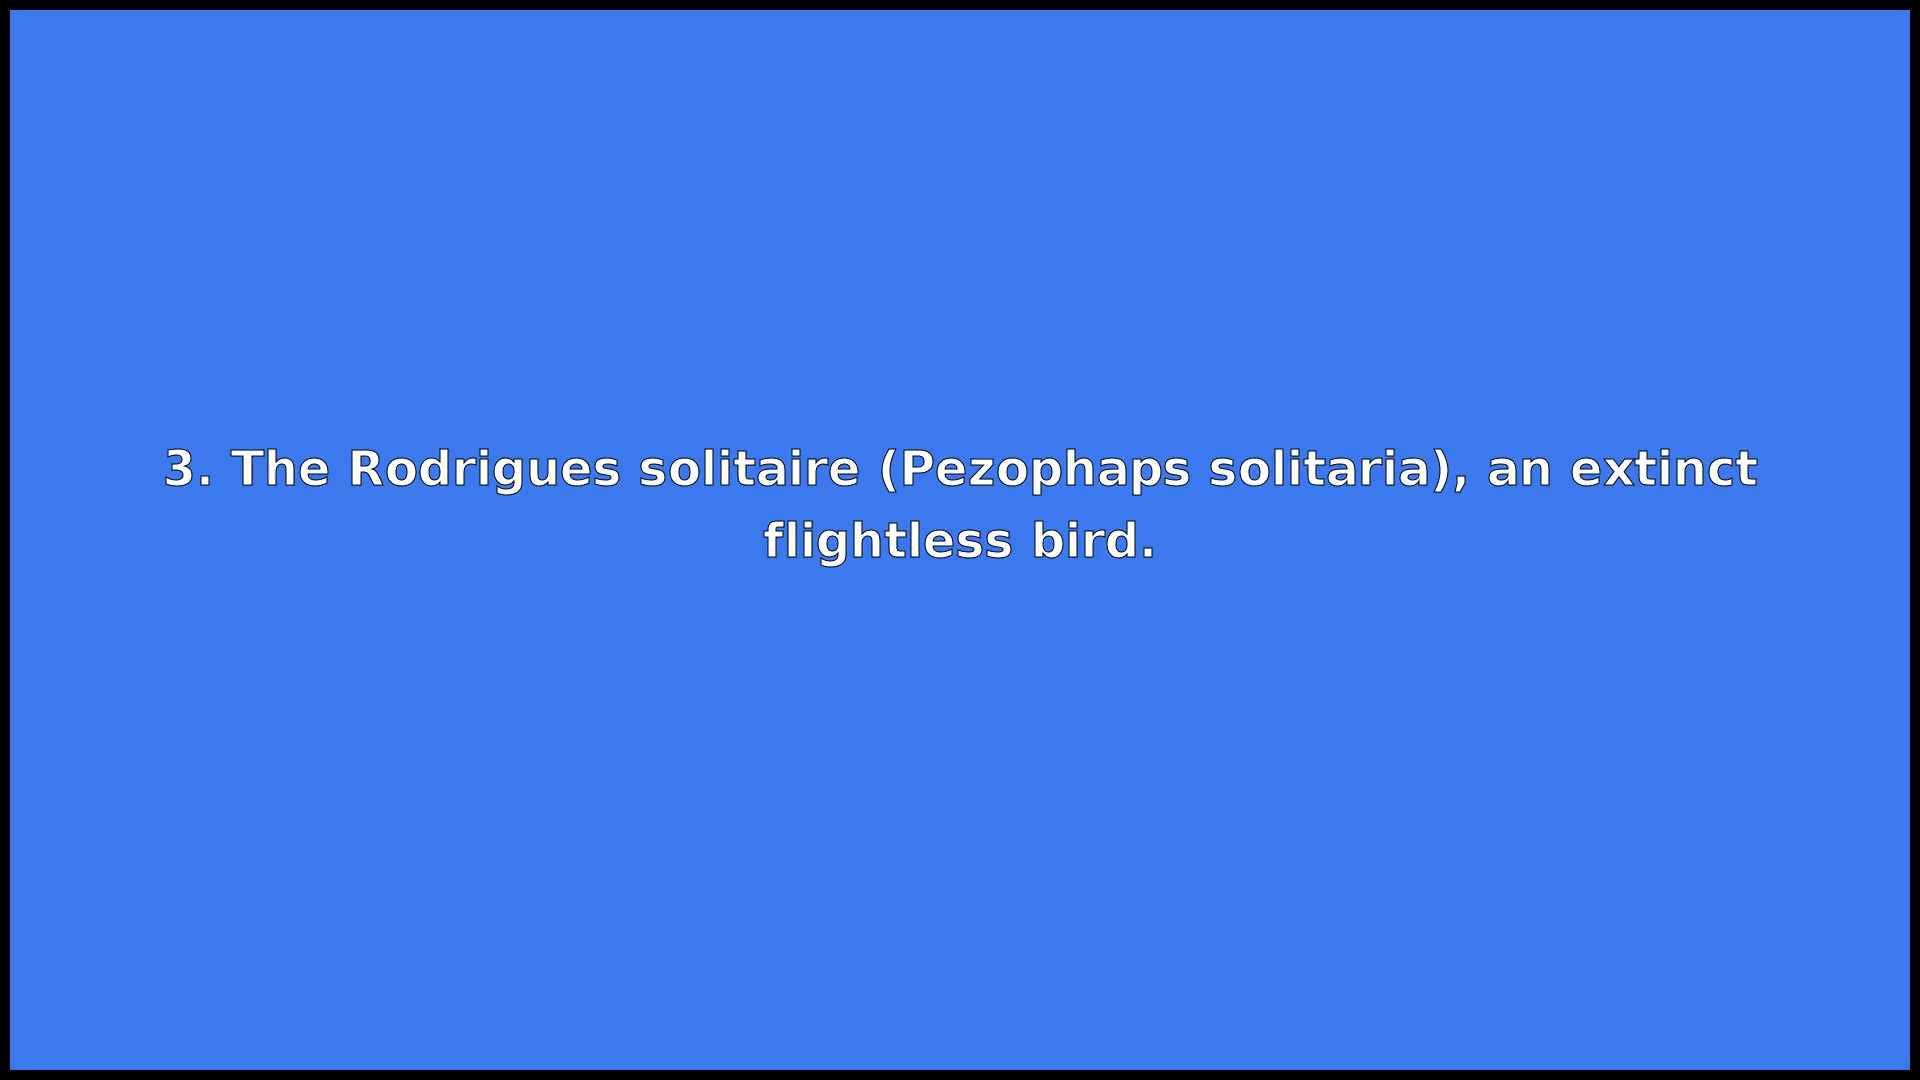 3. The Rodrigues solitaire (Pezophaps solitaria), an extinct
flightless bird.